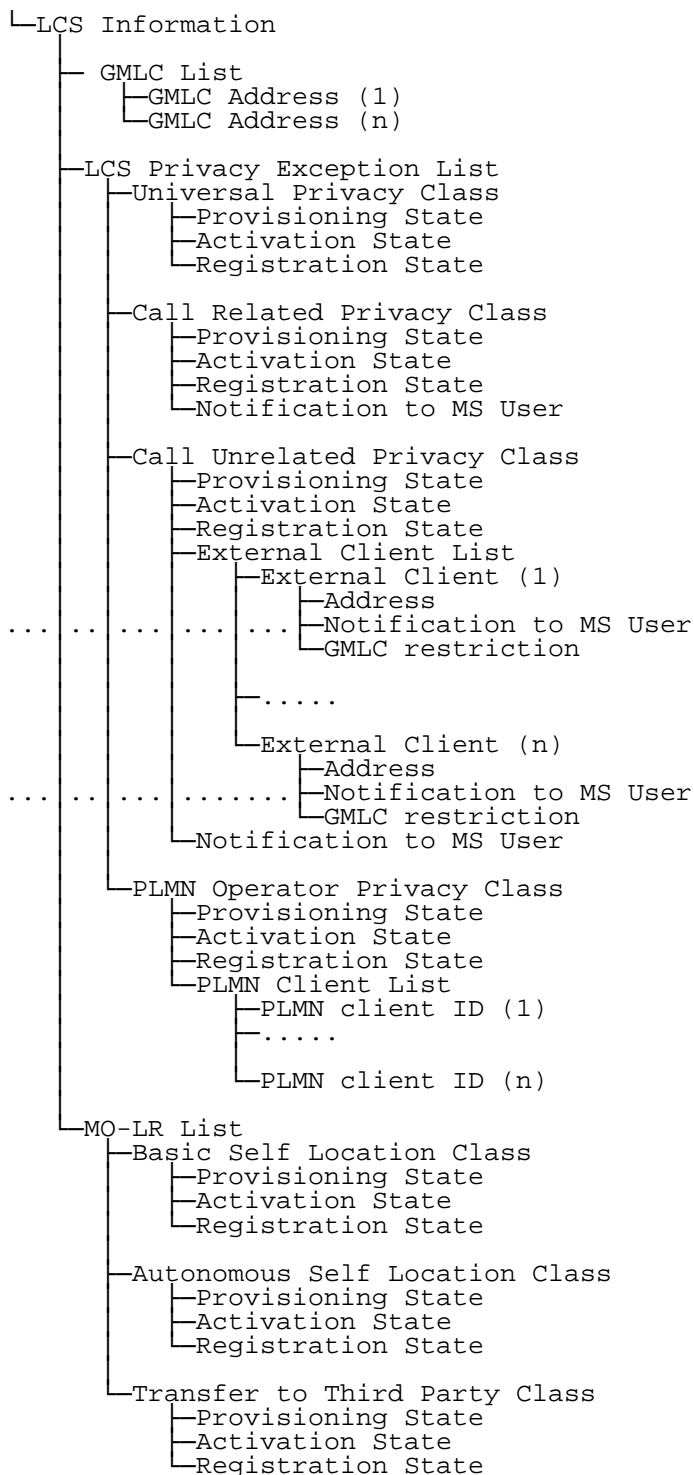 LCS Information
GMLC List
GMLC Address (1)
GMLC Address (n)
LCS Privacy Exception List
Universal Privacy Class
Provisioning State
Activation State
Registration State
Call Related Privacy Class
Provisioning State
Activation State
Registration State
Notification to MS User
Call Unrelated Privacy Class
Provisioning State
Activation State
Registration State
External Client List
External Client (1)
Address
Notification to MS User
GMLC restriction
.....
External Client (n)
Address
Notification to MS User
GMLC restriction
Notification to MS User
PLMN Operator Privacy Class
Provisioning State
Activation State
Registration State
PLMN Client List
PLMN client ID (1)
.....
PLMN client ID (n)
MO-LR List
Basic Self Location Class
Provisioning State
Activation State
Registration State
Autonomous Self Location Class
Provisioning State
Activation State
Registration State
Transfer to Third Party Class
Provisioning State
Activation State
Registration State